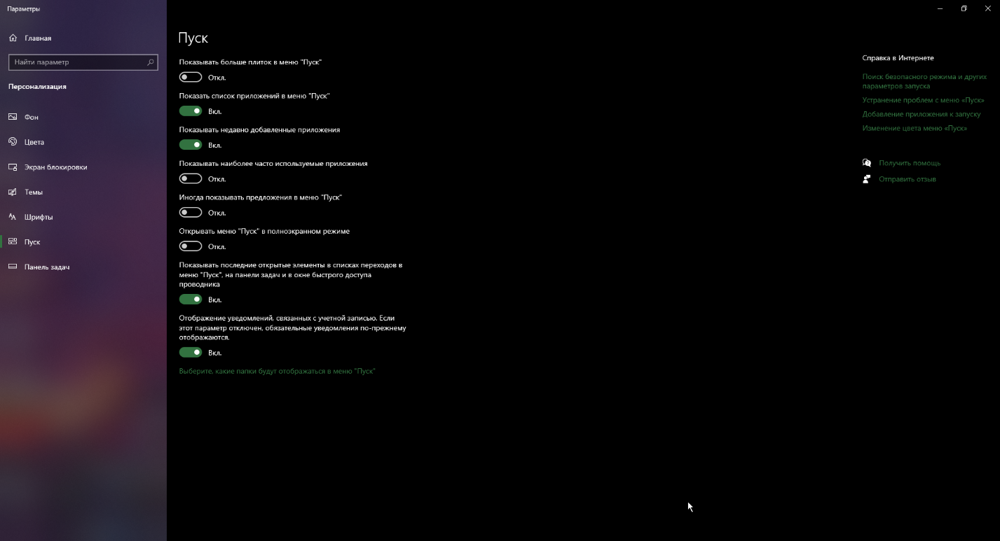 Параметры
Главная
Найти параметр
Персонализация
Фон
Цвета
Экран блокировки
Темы
Шрифты
Пуск
Панель задач
Пуск
Показывать больше плиток в меню "Пуск"
Откл.
Показать список приложений в меню "Пуск"
Вкл.
Показывать недавно добавленные приложения
Вкл.
Показывать наиболее часто используемые приложения
Откл.
Иногда показывать предложения в меню "Пуск"
Откл.
Открывать меню "Пуск" в полноэкранном режиме
Откл.
Показывать последние открытые элементы в списках переходов в
меню "Пуск", на панели задач и в окне быстрого доступа
проводника
Вкл.
Отображение уведомлений, связанных с учетной записью. Если
этот параметр отключен, обязательные уведомления по-прежнему
отображаются.
Вкл.
Выберите, какие папки будут отображаться в меню "Пуск"
Справка в Интернете
Поиск безопасного режима и других
параметров запуска
Устранение проблем с меню «Пуск»
Добавление приложения к запуску
Изменение цвета меню «Пуск»
Получить помощь
Отправить отзыв